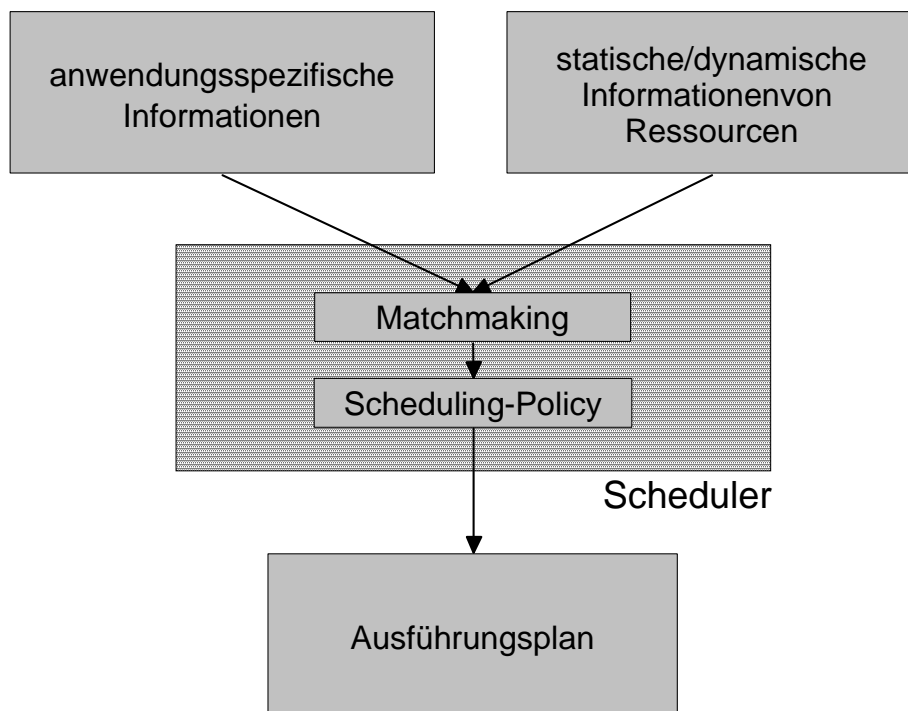 anwendungsspezifische
Informationen
statische/dynamische
Informationenvon
Ressourcen
Matchmaking
Scheduling-Policy
Scheduler
Ausführungsplan